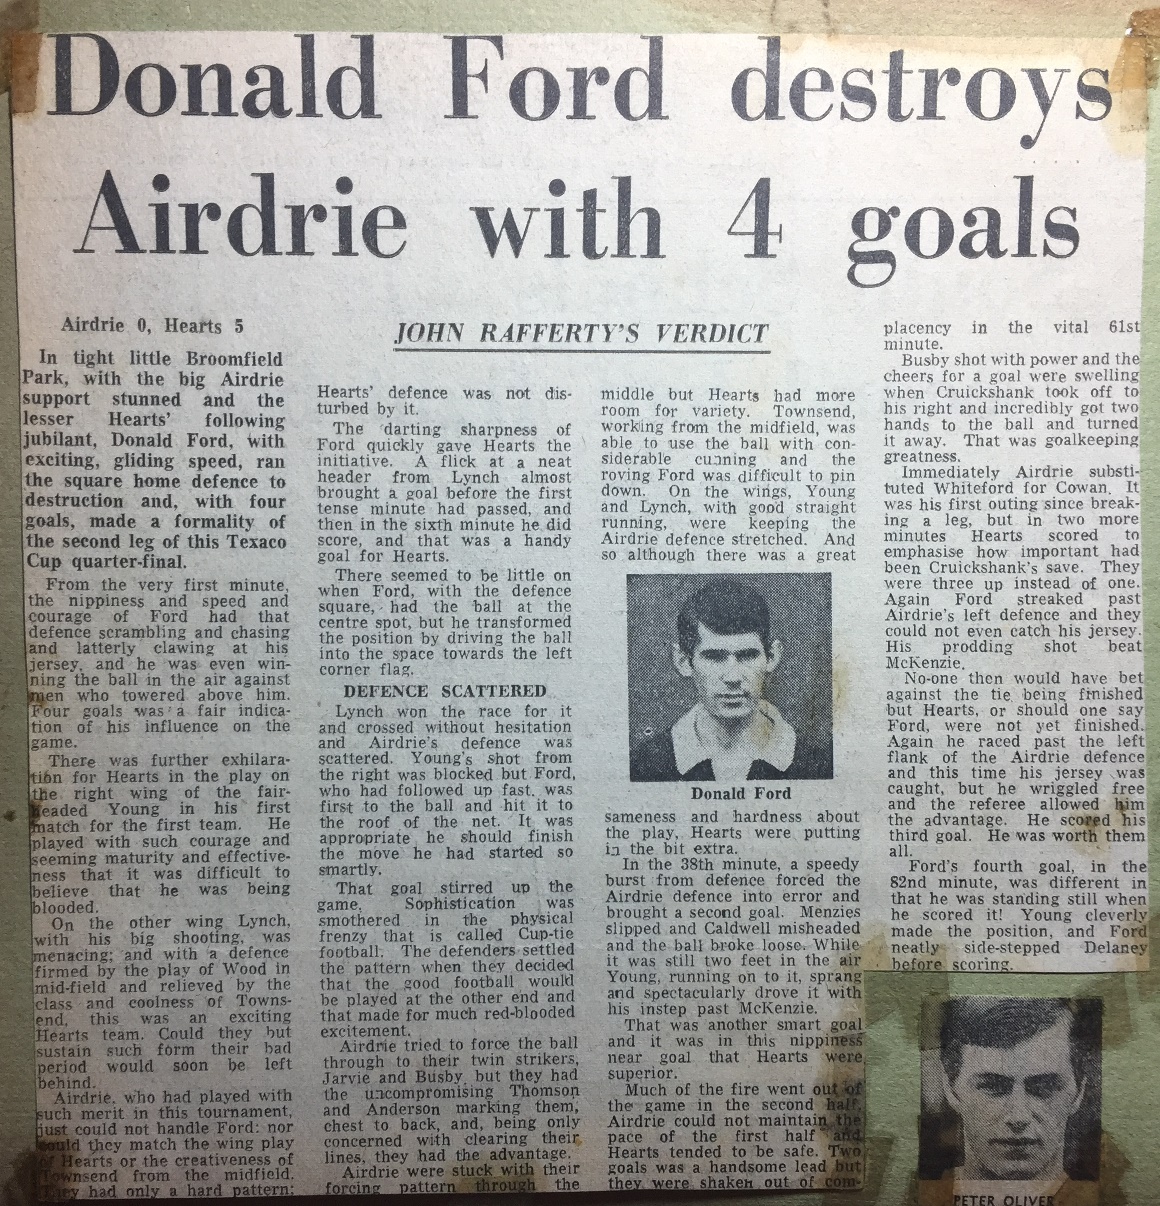 Donald Ford destroys
Airdrie with 4 goals
Airdrie 0, Hearts 5
In tight little Broomfield
Park, with the big Airdrie
support stunned and the
lesser Hearts' following
jubilant, Donald Ford, with
exciting, gliding speed, ran
the square home defence to
destruction and, with four
goals, made a formality of
the second leg of this Texaco
Cup quarter-final.
From the very first minute,
the nippiness and speed and
courage of Ford had that
defence scrambling and chasing
and latterly clawing at his
jersey, and he was even win-
ning the ball in the air against
men who towered above him.
Four goals was a fair indica-
tion of his influence on the
game.
There was further exhilara-
tion for Hearts in the play on
the right wing of the fair-
headed Young in his first
match for the first team. He
played with such courage and
seeming maturity and effective-
ness that it was difficult to
believe that he was being
blooded.
On the other wing Lynch,
with his big shooting, was
menacing; and with a defence
firmed by the play of Wood in
mid-field and relieved by the
class and coolness of Towns-
end, this was an exciting
Hearts team. Could they but
sustain such form their bad
period would soon be left
behind.
Airdrie, who had played with
such merit in this tournament,
just could not handle Ford: nor
could they match the wing play
of Hearts or the creativeness of
Townsend from the midfield.
They had only a hard pattern:
JOHN RAFFERTY'S VERDICT
Hearts' defence was not dis-
turbed by it.
The darting sharpness of
Ford quickly gave Hearts the
initiative. A flick at a neat
header from Lynch almost
brought a goal before the first
tense minute had passed, and
then in the sixth minute he did
score, and that was a handy
goal for Hearts.
There seemed to be little on
when Ford, with the defence
square, had the ball at the
centre spot, but he transformed
the position by driving the ball
into the space towards the left
corner flag.
DEFENCE SCATTERED
Lynch won the race for it
and crossed without hesitation
and Airdrie's defence was
scattered. Young's shot from
the right was blocked but Ford,
who had followed up fast, was
first to the ball and hit it to
the roof of the net. It was
appropriate he should finish
the move he had started so
smartly.
That goal stirred up the
game. Sophistication was
smothered in the physical
frenzy that is called Cup-tie
football. The defenders settled
the pattern when they decided
that the good football would
be played at the other end and
that made for much red-blooded
excitement.
Airdrie tried to force the ball
through to their twin strikers,
Jarvie and Busby, but they had
the uncompromising Thomson
and Anderson marking them,
chest to back, and, being only
concerned with clearing their
lines, they had the advantage.
Airdrie were stuck with their
forcing pattern through the
middle but Hearts had more
room for variety. Townsend,
working from the midfield, was
able to use the ball with con-
siderable cunning and the
roving Ford was difficult to pin
down. On the wings, Young
and Lynch, with good straight
running, were keeping the
Airdrie defence stretched. And
so although there was a great
Donald Ford
sameness and hardness about
the play, Hearts were putting
in the bit extra.
In the 38th minute, a speedy
burst from defence forced the
Airdrie defence into error and
brought a second goal. Menzies
slipped and Caldwell misheaded
and the ball broke loose. While
it was still two feet in the air
Young, running on to it, sprang
and spectacularly drove it with
his instep past McKenzie.
That was another smart goal
and it was in this nippiness
near goal that Hearts were
superior.
Much of the fire went out of
the game in the second half.
Airdrie could not maintain the
pace of the first half and
Hearts tended to be safe. Two
goals was a handsome lead but
they were shaken out of com-
placency in the vital 61st
minute.
Busby shot with power and the
cheers for a goal were swelling
when Cruickshank took off to
his right and incredibly got two
hands to the ball and turned
it away. That was goalkeeping
greatness.
Immediately Airdrie substi-
tuted Whiteford for Cowan. It
was his first outing since break-
ing a leg, but in two more
minutes Hearts scored to
emphasise how important had
been Cruickshank's save. They
were three up instead of one.
Again Ford streaked past
Airdrie's left defence and they
could not even catch his jersey.
His prodding shot beat
McKenzie.
No-one then would have bet
against the tie being finished
but Hearts, or should one say
Ford, were not yet finished.
Again he raced past the left
flank of the Airdrie defence
and this time his jersey was
caught, but he wriggled free
and the referee allowed him
the advantage. He scored his
third goal. He was worth them
all.
Ford's fourth goal, in the
82nd minute, was different in
that he was standing still when
he scored it! Young cleverly
made the position, and Ford
neatly side-stepped Delaney
before scoring.
PETER OLIVER